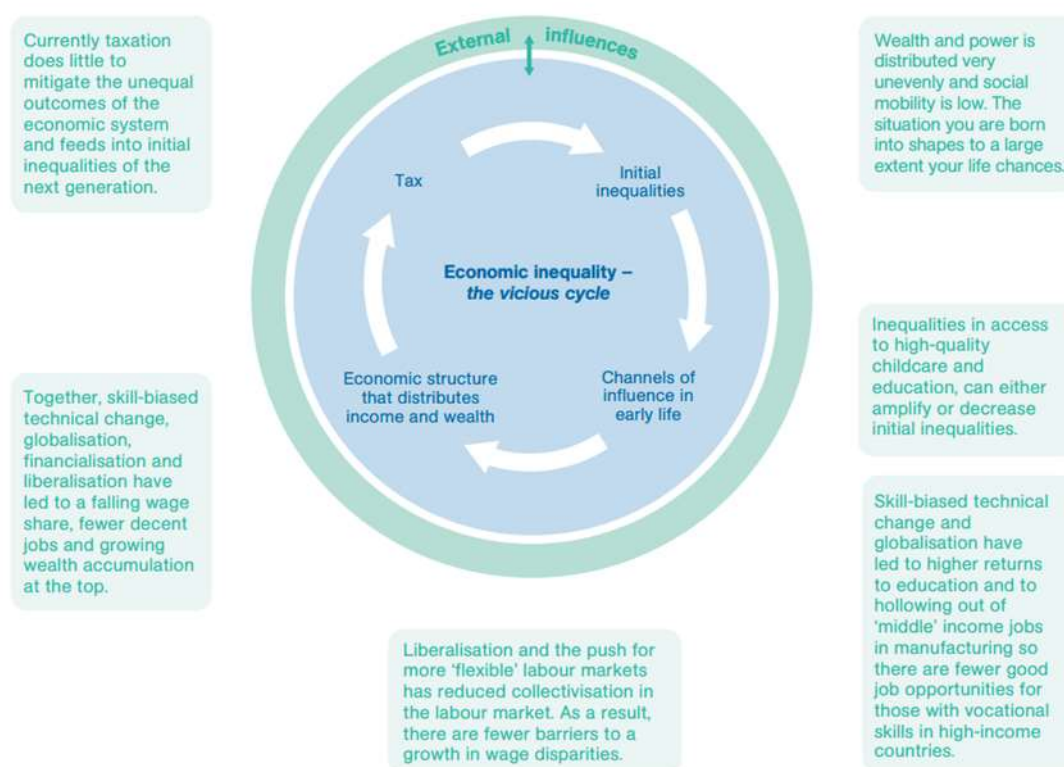 Currently taxation
does little to
mitigate the unequal
outcomes of the
economic system
and feeds into initial
inequalities of the
next generation.
External influences
Wealth and power is
distributed very
unevenly and social
mobility is low. The
situation you are born
into shapes to a large
extent your life chances.
Tax
Initial
inequalities
Economic inequality –
the vicious cycle
Economic structure
that distributes
income and wealth
Channels of
influence in
early life
Inequalities in access
to high-quality
childcare and
education, can either
amplify or decrease
initial inequalities.
Together, skill-biased
technical change,
globalisation,
financialisation and
liberalisation have
led to a falling wage
share, fewer decent
jobs and growing
wealth accumulation
at the top.
Skill-biased technical
change and
globalisation have
led to higher returns
to education and to
hollowing out of
‘middle’ income jobs
in manufacturing so
there are fewer good
job opportunities for
those with vocational
skills in high-income
countries.
Liberalisation and the push for
more ‘flexible’ labour markets
has reduced collectivisation in
the labour market. As a result,
there are fewer barriers to a
growth in wage disparities.